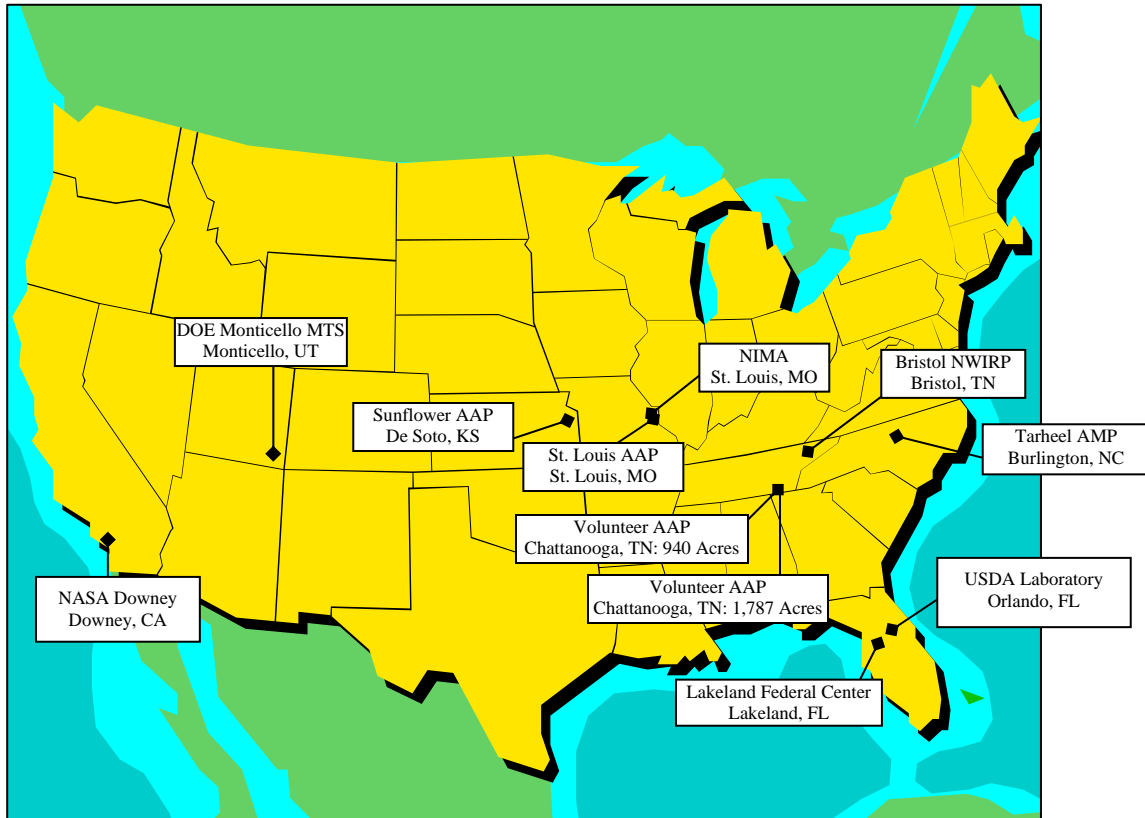 DOE Monticello MTS
Monticello, UT
NIMA
St. Louis, MO
Bristol NWIRP
Bristol, TN
Sunflower AAP
De Soto, KS
St. Louis AAP
St. Louis, MO
Tarheel AMP
Burlington, NC
Volunteer AAP
Chattanooga, TN: 940 Acres
Volunteer AAP
Chattanooga, TN: 1,787 Acres
NASA Downey
Downey, CA
USDA Laboratory
Orlando, FL
Lakeland Federal Center
Lakeland, FL